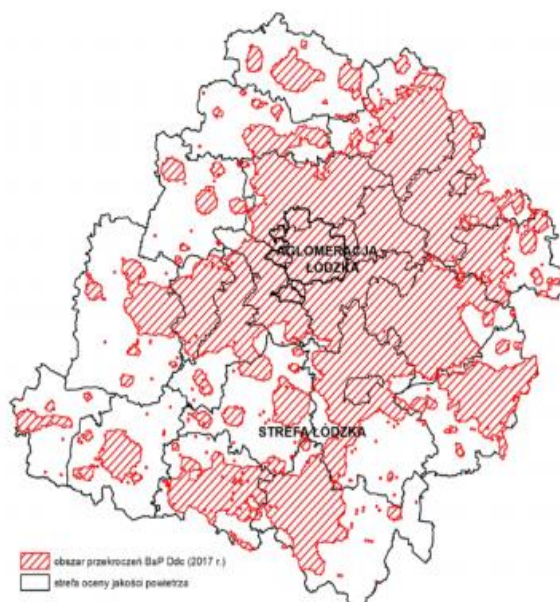 AGLOMERACJA
ŁÓDZKA
STREFA ŁÓDZKA
obszar przekroczeń BaP Ddc (2017 r.)
strefa oceny jakości powietrza